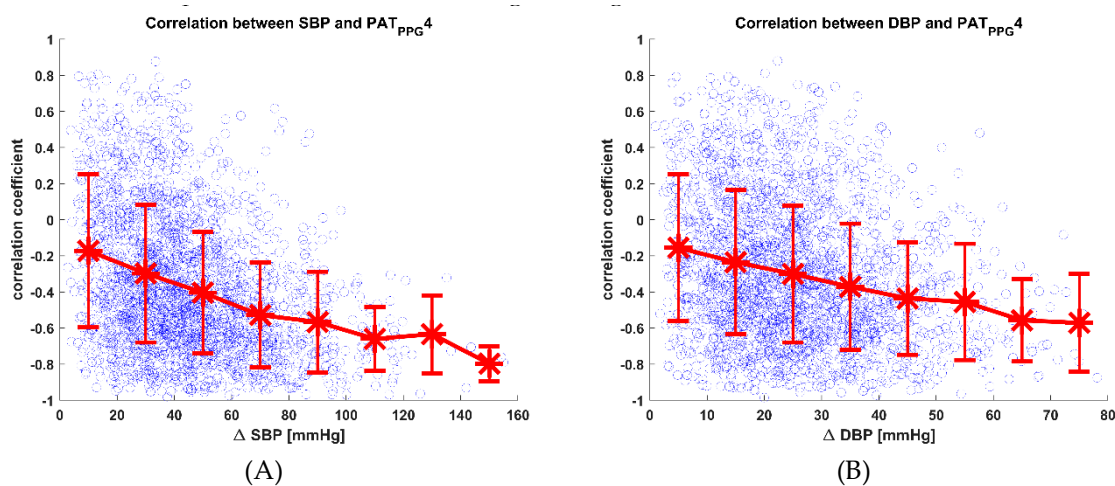 Correlation between SBP and PAT_PPG4
Correlation between DBP and PAT_PPG4
correlation coefficient
1
0.8
0.6
0.4
0.2
0
-0.2
-0.4
-0.6
-0.8
-1
0 20 40 60 80 100 120 140 160
Δ SBP [mmHg]
(A)
correlation coefficient
1
0.8
0.6
0.4
0.2
0
-0.2
-0.4
-0.6
-0.8
-1
0 10 20 30 40 50 60 70 80
Δ DBP [mmHg]
(B)